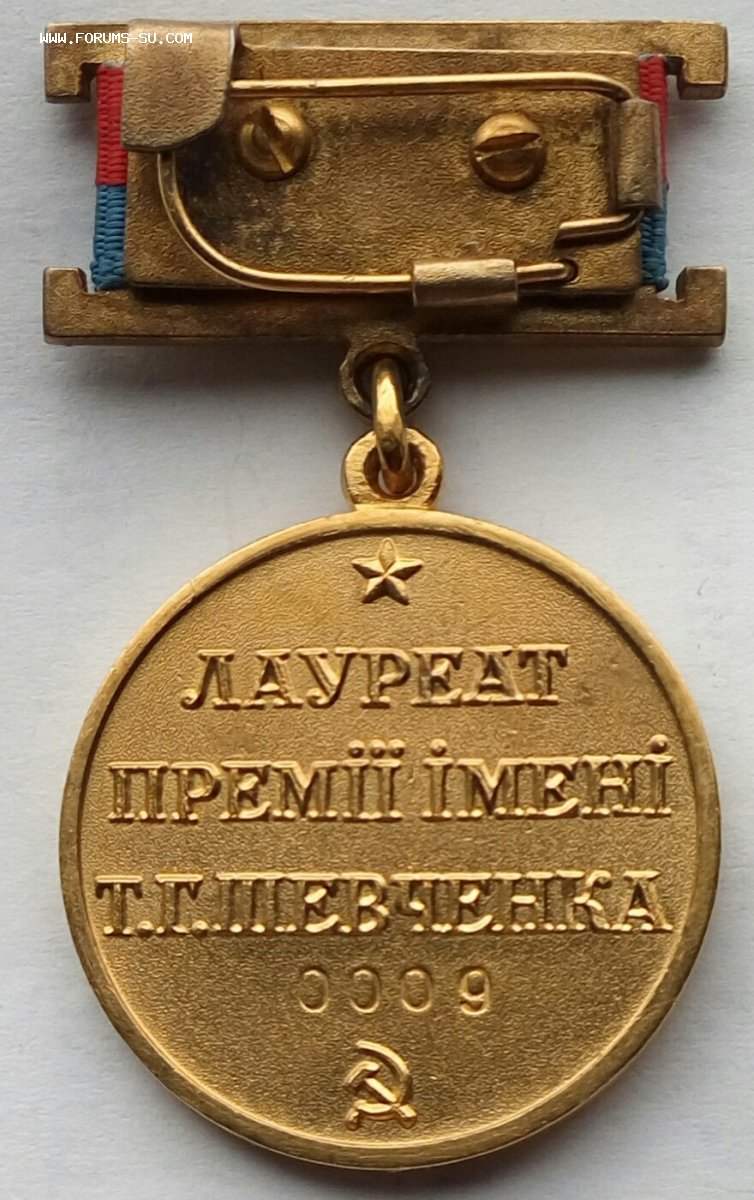 WWW.FORUMS-SU.COM
ЛАУРЕАТ
ПРЕМІЇ ІМЕНІ
Т.Г.ШЕВЧЕНКА
0009